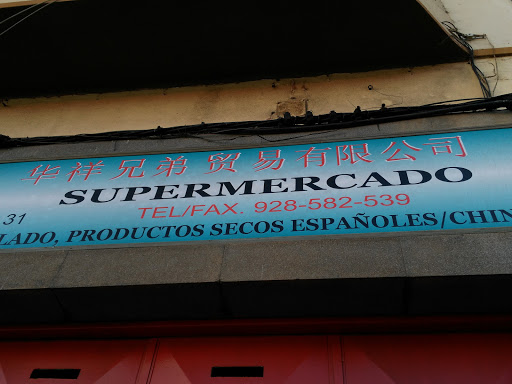 华祥兄弟贸易有限公司
SUPERMERCADO
31
TEL/FAX. 928-582-539
LADO, PRODUCTOS SECOS ESPAÑOLES/CHIN